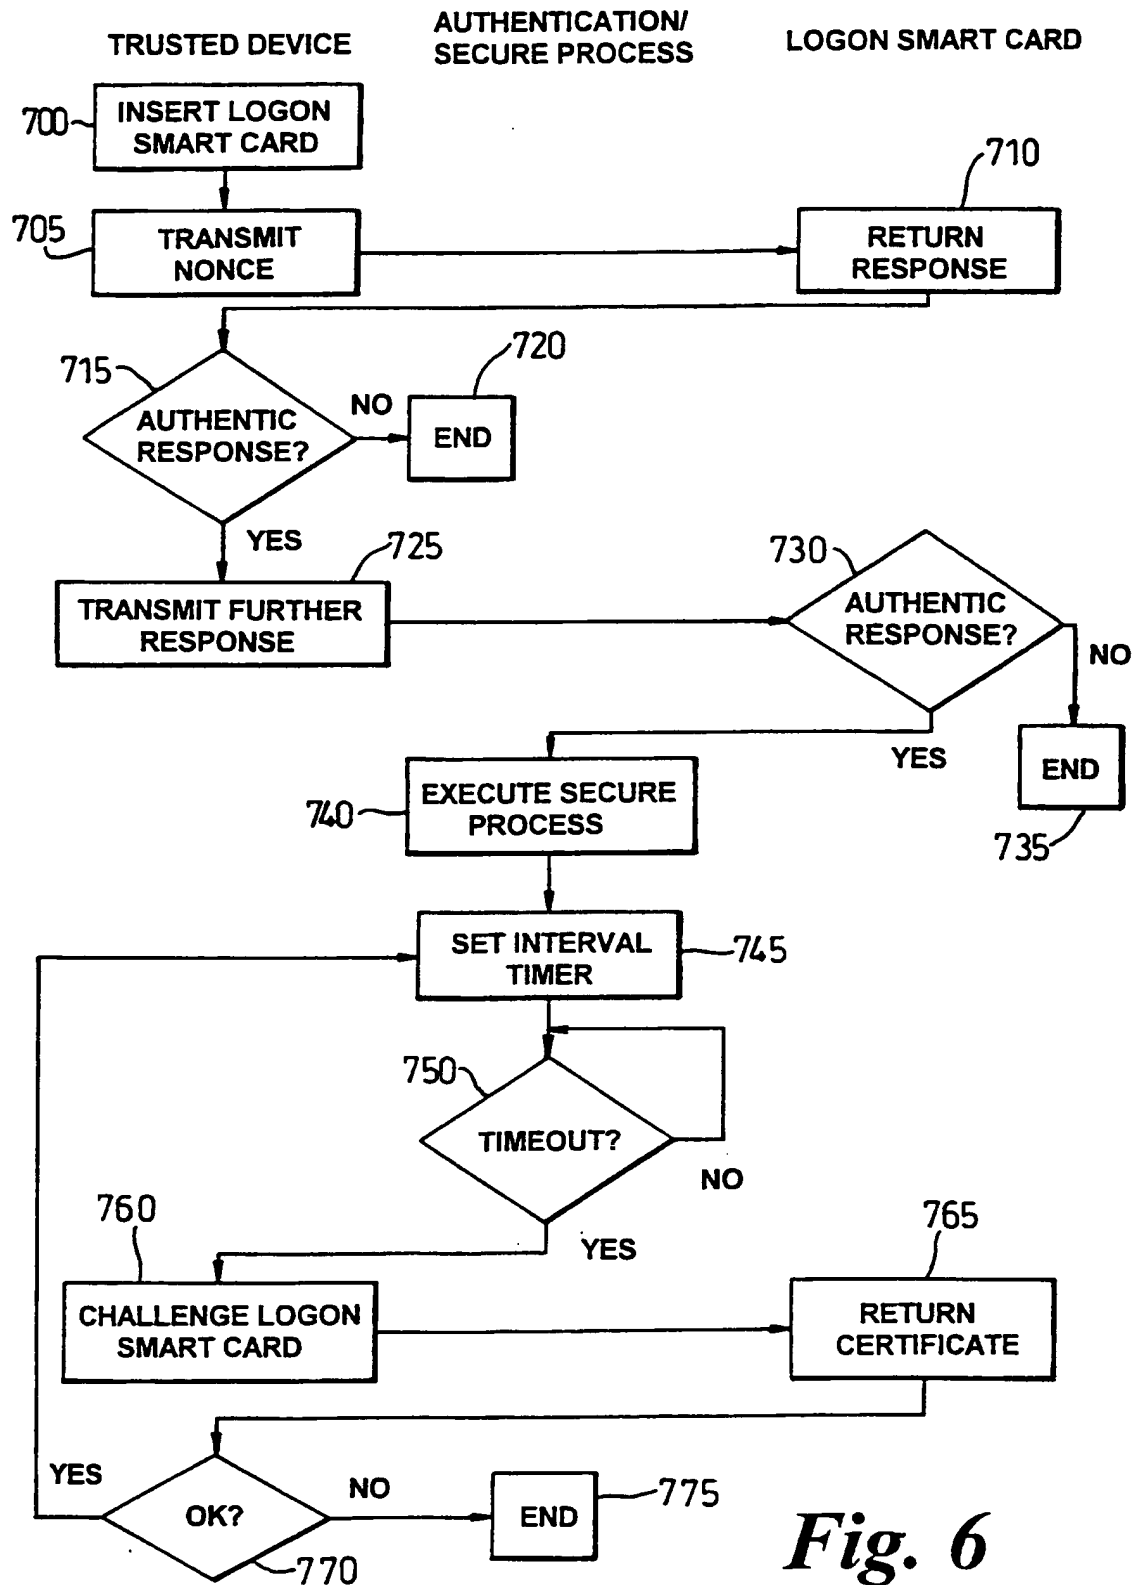 TRUSTED DEVICE
AUTHENTICATION/
SECURE PROCESS
LOGON SMART CARD
700
INSERT LOGON
SMART CARD
705
TRANSMIT
NONCE
710
RETURN
RESPONSE
715
AUTHENTIC
RESPONSE?
NO
720
END
YES
725
TRANSMIT FURTHER
RESPONSE
730
AUTHENTIC
RESPONSE?
NO
YES
END
735
740
EXECUTE SECURE
PROCESS
SET INTERVAL
TIMER
745
750
TIMEOUT?
NO
YES
760
CHALLENGE LOGON
SMART CARD
765
RETURN
CERTIFICATE
YES
OK?
NO
770
END
775
Fig. 6